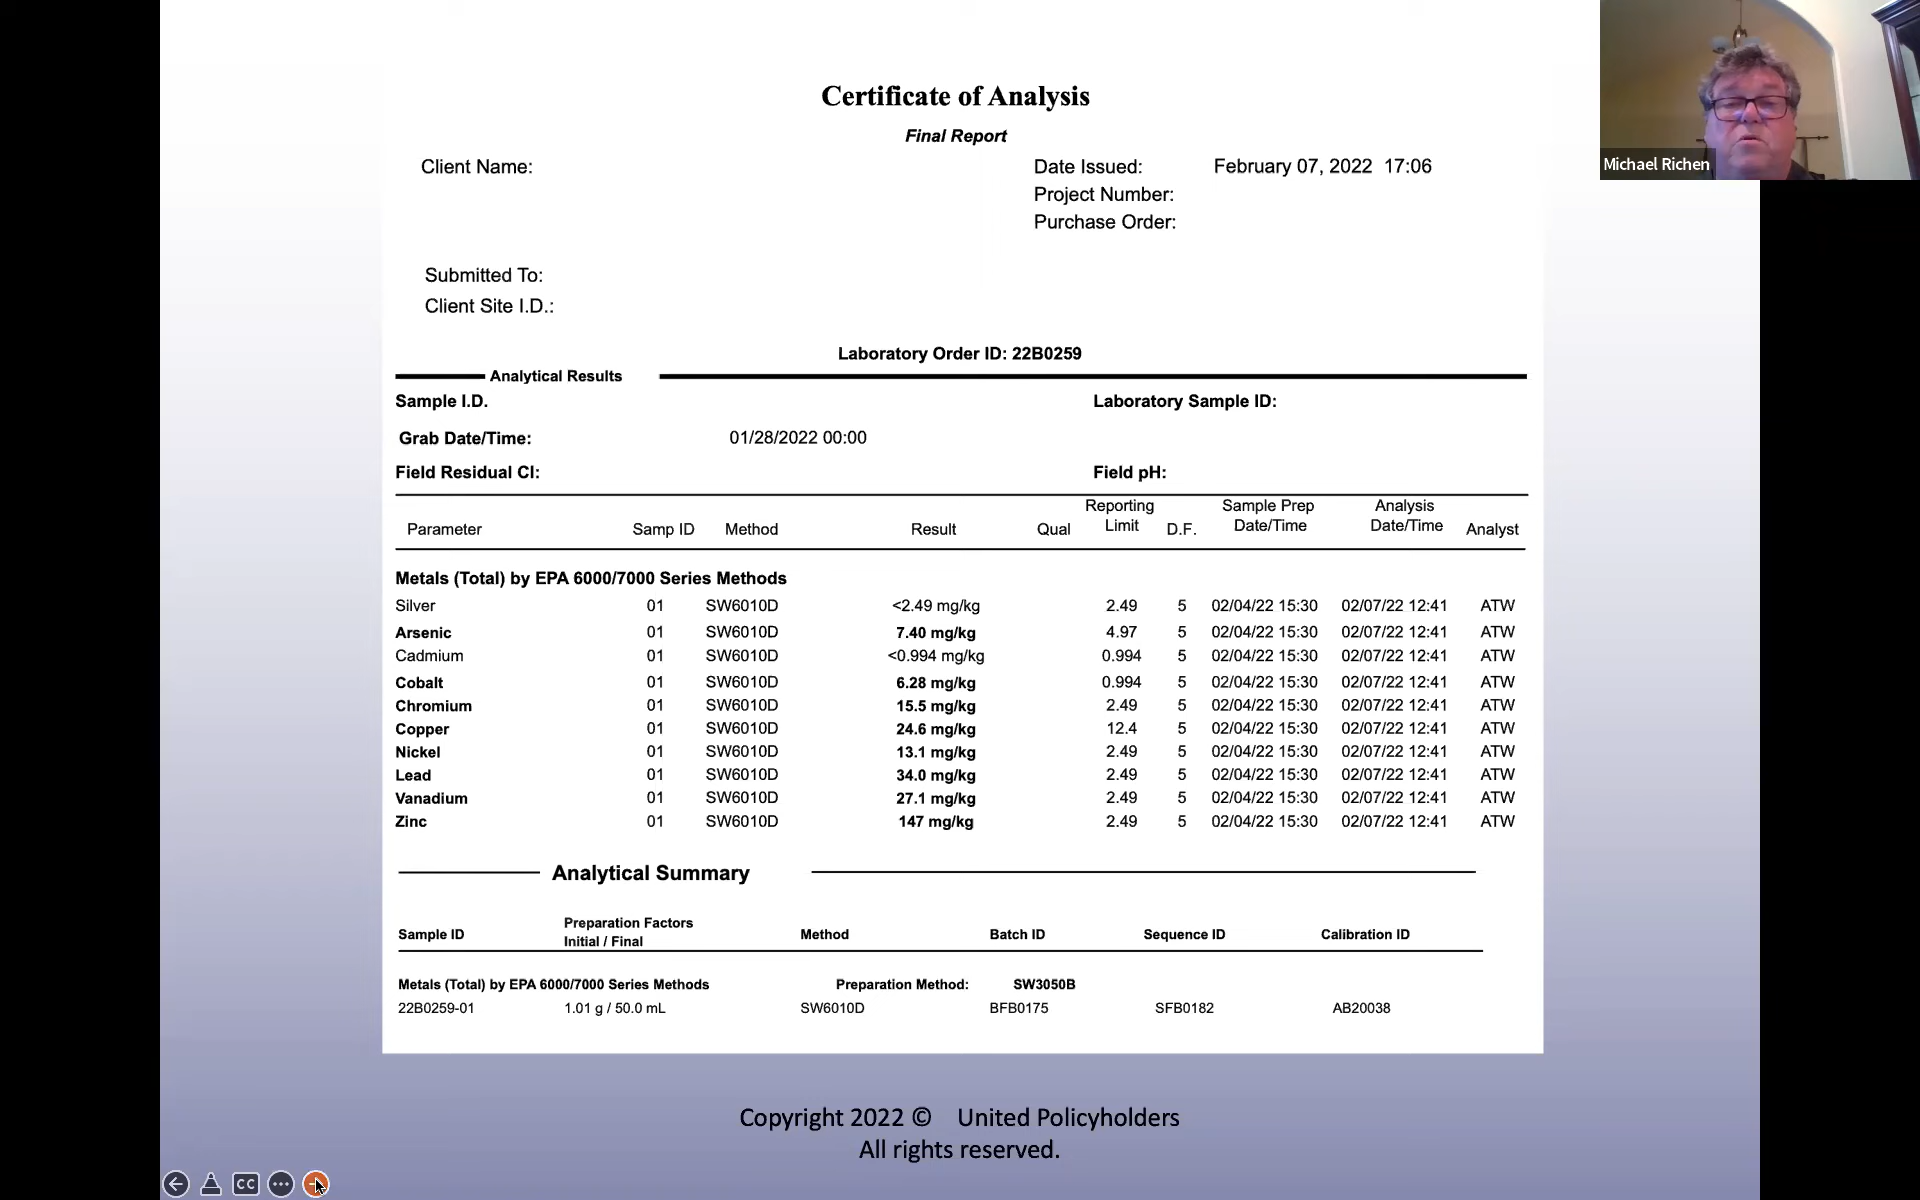 Certificate of Analysis
Final Report
Client Name:
Date Issued: February 07, 2022 17:06
Project Number:
Purchase Order:
Submitted To:
Client Site I.D.:
Laboratory Order ID: 22B0259
Analytical Results
Sample I.D. Laboratory Sample ID:
Grab Date/Time: 01/28/2022 00:00
Field Residual Cl: Field pH:
Parameter Samp ID Method Result Qual Reporting Limit D.F. Sample Prep Date/Time Analysis Date/Time Analyst
Metals (Total) by EPA 6000/7000 Series Methods
Silver 01 SW6010D <2.49 mg/kg 2.49 5 02/04/22 15:30 02/07/22 12:41 ATW
Arsenic 01 SW6010D 7.40 mg/kg 4.97 5 02/04/22 15:30 02/07/22 12:41 ATW
Cadmium 01 SW6010D <0.994 mg/kg 0.994 5 02/04/22 15:30 02/07/22 12:41 ATW
Cobalt 01 SW6010D 6.28 mg/kg 0.994 5 02/04/22 15:30 02/07/22 12:41 ATW
Chromium 01 SW6010D 15.5 mg/kg 2.49 5 02/04/22 15:30 02/07/22 12:41 ATW
Copper 01 SW6010D 24.6 mg/kg 12.4 5 02/04/22 15:30 02/07/22 12:41 ATW
Nickel 01 SW6010D 13.1 mg/kg 2.49 5 02/04/22 15:30 02/07/22 12:41 ATW
Lead 01 SW6010D 34.0 mg/kg 2.49 5 02/04/22 15:30 02/07/22 12:41 ATW
Vanadium 01 SW6010D 27.1 mg/kg 2.49 5 02/04/22 15:30 02/07/22 12:41 ATW
Zinc 01 SW6010D 147 mg/kg 2.49 5 02/04/22 15:30 02/07/22 12:41 ATW
Analytical Summary
Sample ID Preparation Factors Initial / Final Method Batch ID Sequence ID Calibration ID
Metals (Total) by EPA 6000/7000 Series Methods Preparation Method: SW3050B
22B0259-01 1.01 g / 50.0 mL SW6010D BFB0175 SFB0182 AB20038
Copyright 2022 © United Policyholders
All rights reserved.
CC
Michael Richen